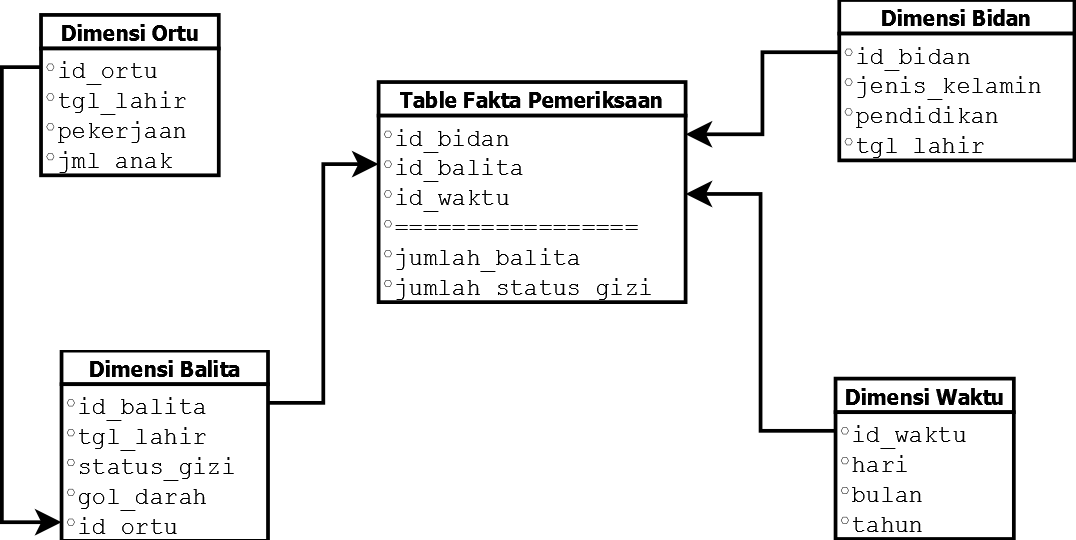 Dimensi Ortu
id_ortu
tgl_lahir
pekerjaan
jml_anak
Table Fakta Pemeriksaan
id_bidan
id_balita
id_waktu
=================
jumlah_balita
jumlah_status_gizi
Dimensi Bidan
id_bidan
jenis_kelamin
pendidikan
tgl_lahir
Dimensi Balita
id_balita
tgl_lahir
status_gizi
gol_darah
id_ortu
Dimensi Waktu
id_waktu
hari
bulan
tahun